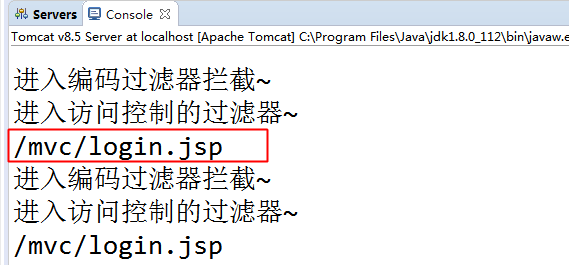 Servers Console
Tomcat v8.5 Server at localhost [Apache Tomcat] C:\Program Files\Java\jdk1.8.0_112\bin\javaw.e
进入编码过滤器拦截~
进入访问控制的过滤器~
/mvc/login.jsp
进入编码过滤器拦截~
进入访问控制的过滤器~
/mvc/login.jsp